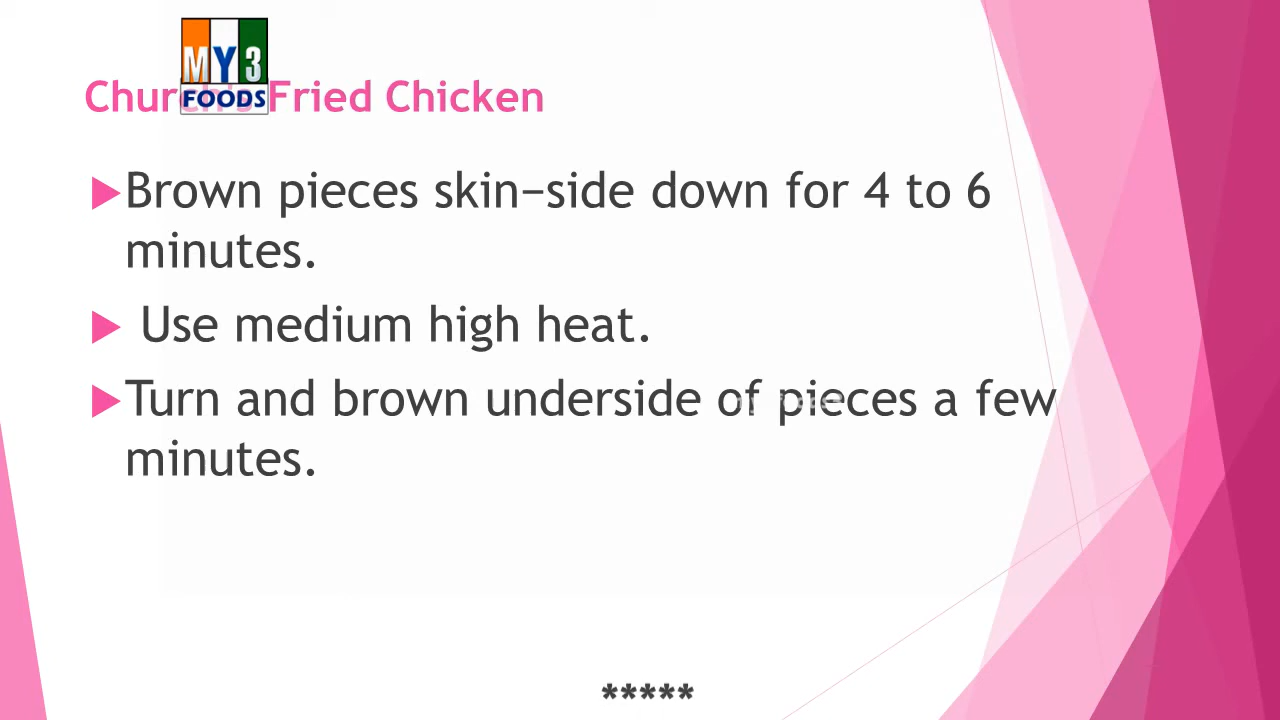 MY3
FOODS
Church's Fried Chicken
Brown pieces skin–side down for 4 to 6
minutes.
Use medium high heat.
Turn and brown underside of pieces a few
minutes.
*****